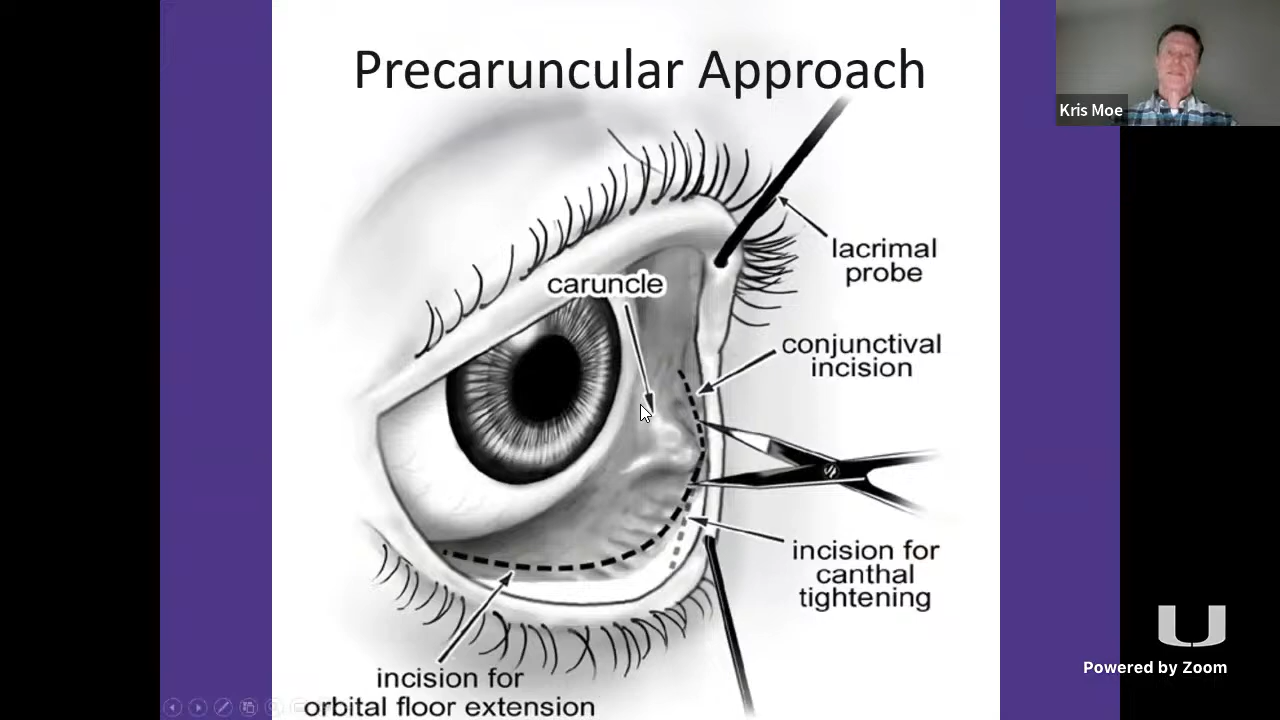 Precaruncular Approach
Kris Moe
lacrimal
probe
caruncle
conjunctival
incision
incision for
canthal
tightening
incision for
orbital floor extension
U
Powered by Zoom